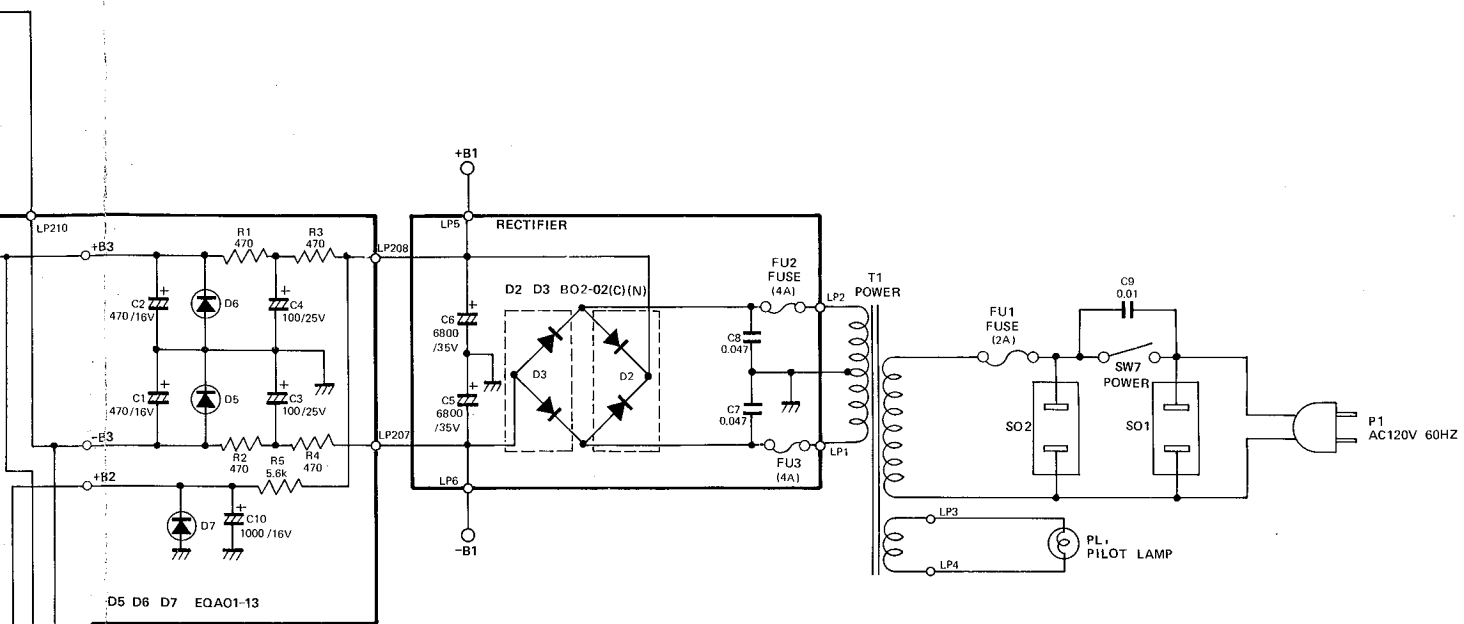 +B1
LP5
RECTIFIER
LP210
+B3
R1
470
R3
470
LP208
C2
470/16V
D6
C4
100/25V
C1
470/16V
D5
C3
100/25V
-B3
R2
470
R5
5.6k
R4
470
LP207
+B2
D7
C10
1000/16V
D5 D6 D7 EQA01-13
C6
6800
/35V
C5
6800
/35V
D2 D3 BO2-02(C)(N)
D3
D2
C8
0.047
C7
0.047
FU2
FUSE
(4A)
LP2
FU3
(4A)
LP1
LP6
-B1
T1
POWER
FU1
FUSE
(2A)
C9
0.01
SW7
POWER
SO2
SO1
P1
AC120V 60HZ
LP3
LP4
PL1
PILOT LAMP